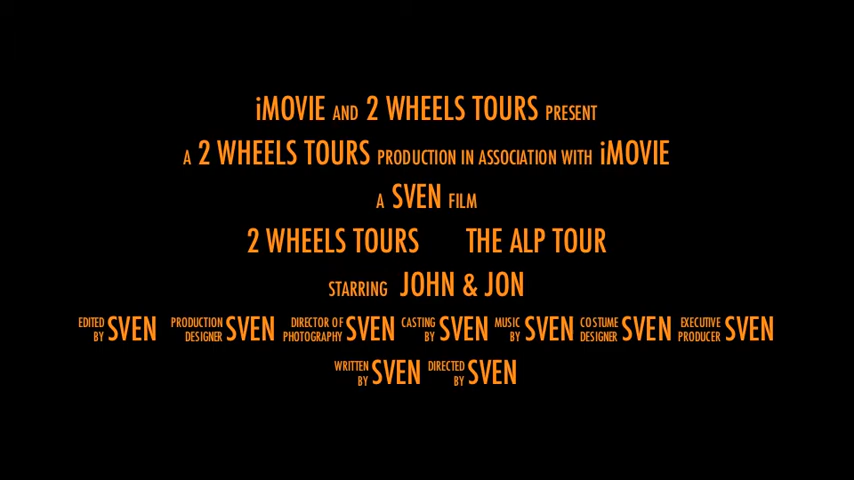 iMOVIE AND 2 WHEELS TOURS PRESENT
A 2 WHEELS TOURS PRODUCTION IN ASSOCIATION WITH iMOVIE
A SVEN FILM
2 WHEELS TOURS THE ALP TOUR
STARRING JOHN & JON
EDITED BY SVEN PRODUCTION DESIGNER SVEN DIRECTOR OF PHOTOGRAPHY SVEN CASTING BY SVEN MUSIC BY SVEN COSTUME DESIGNER SVEN EXECUTIVE PRODUCER SVEN
WRITTEN BY SVEN DIRECTED BY SVEN